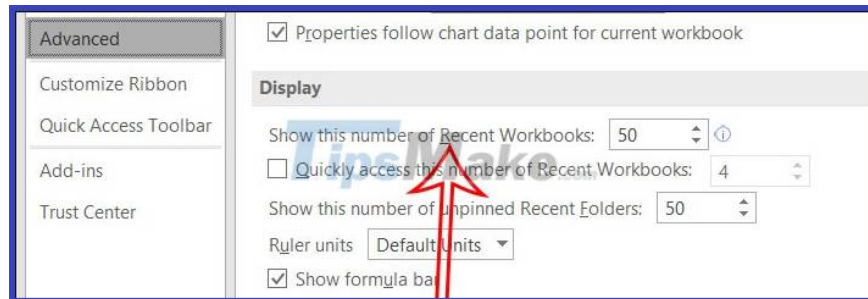 Advanced
Customize Ribbon
Quick Access Toolbar
Add-ins
Trust Center
Properties follow chart data point for current workbook
Display
Show this number of Recent Workbooks: 50
Quickly access this number of Recent Workbooks: 4
Show this number of unpinned Recent Folders: 50
Ruler units Default Units
Show formula bar
TipsMake.com